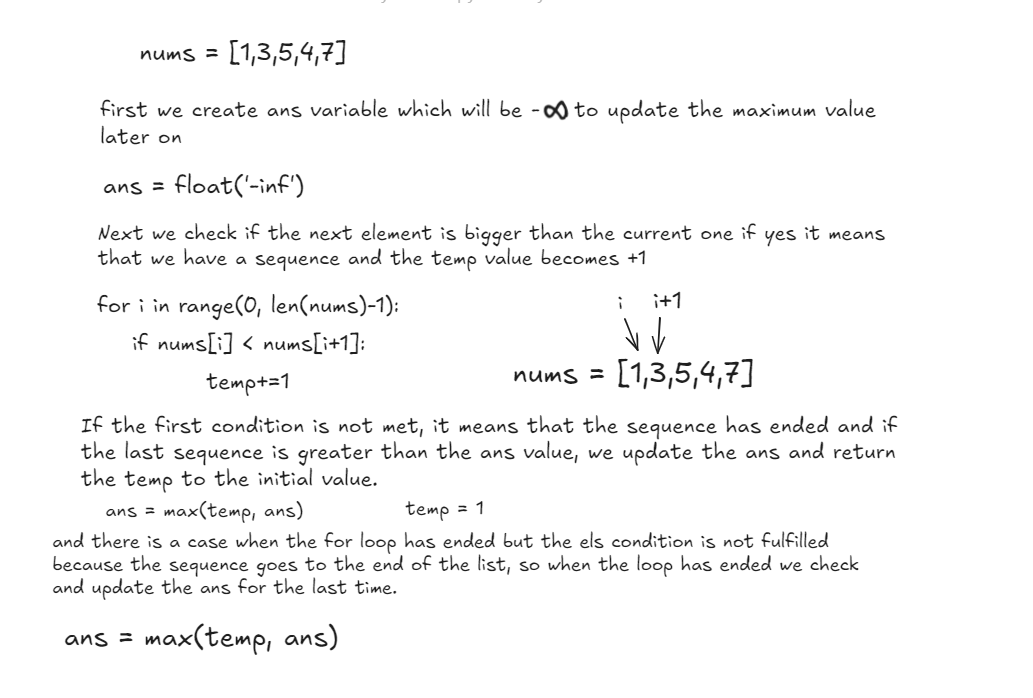 nums = [1,3,5,4,7]
first we create ans variable which will be -∞ to update the maximum value
later on
ans = float('-inf')
Next we check if the next element is bigger than the current one if yes it means
that we have a sequence and the temp value becomes +1
for i in range(0, len(nums)-1):
i i+1
if nums[i] < nums[i+1]:
nums = [1,3,5,4,7]
temp+=1
If the first condition is not met, it means that the sequence has ended and if
the last sequence is greater than the ans value, we update the ans and return
the temp to the initial value.
ans = max(temp, ans) temp = 1
and there is a case when the for loop has ended but the els condition is not fulfilled
because the sequence goes to the end of the list, so when the loop has ended we check
and update the ans for the last time.
ans = max(temp, ans)